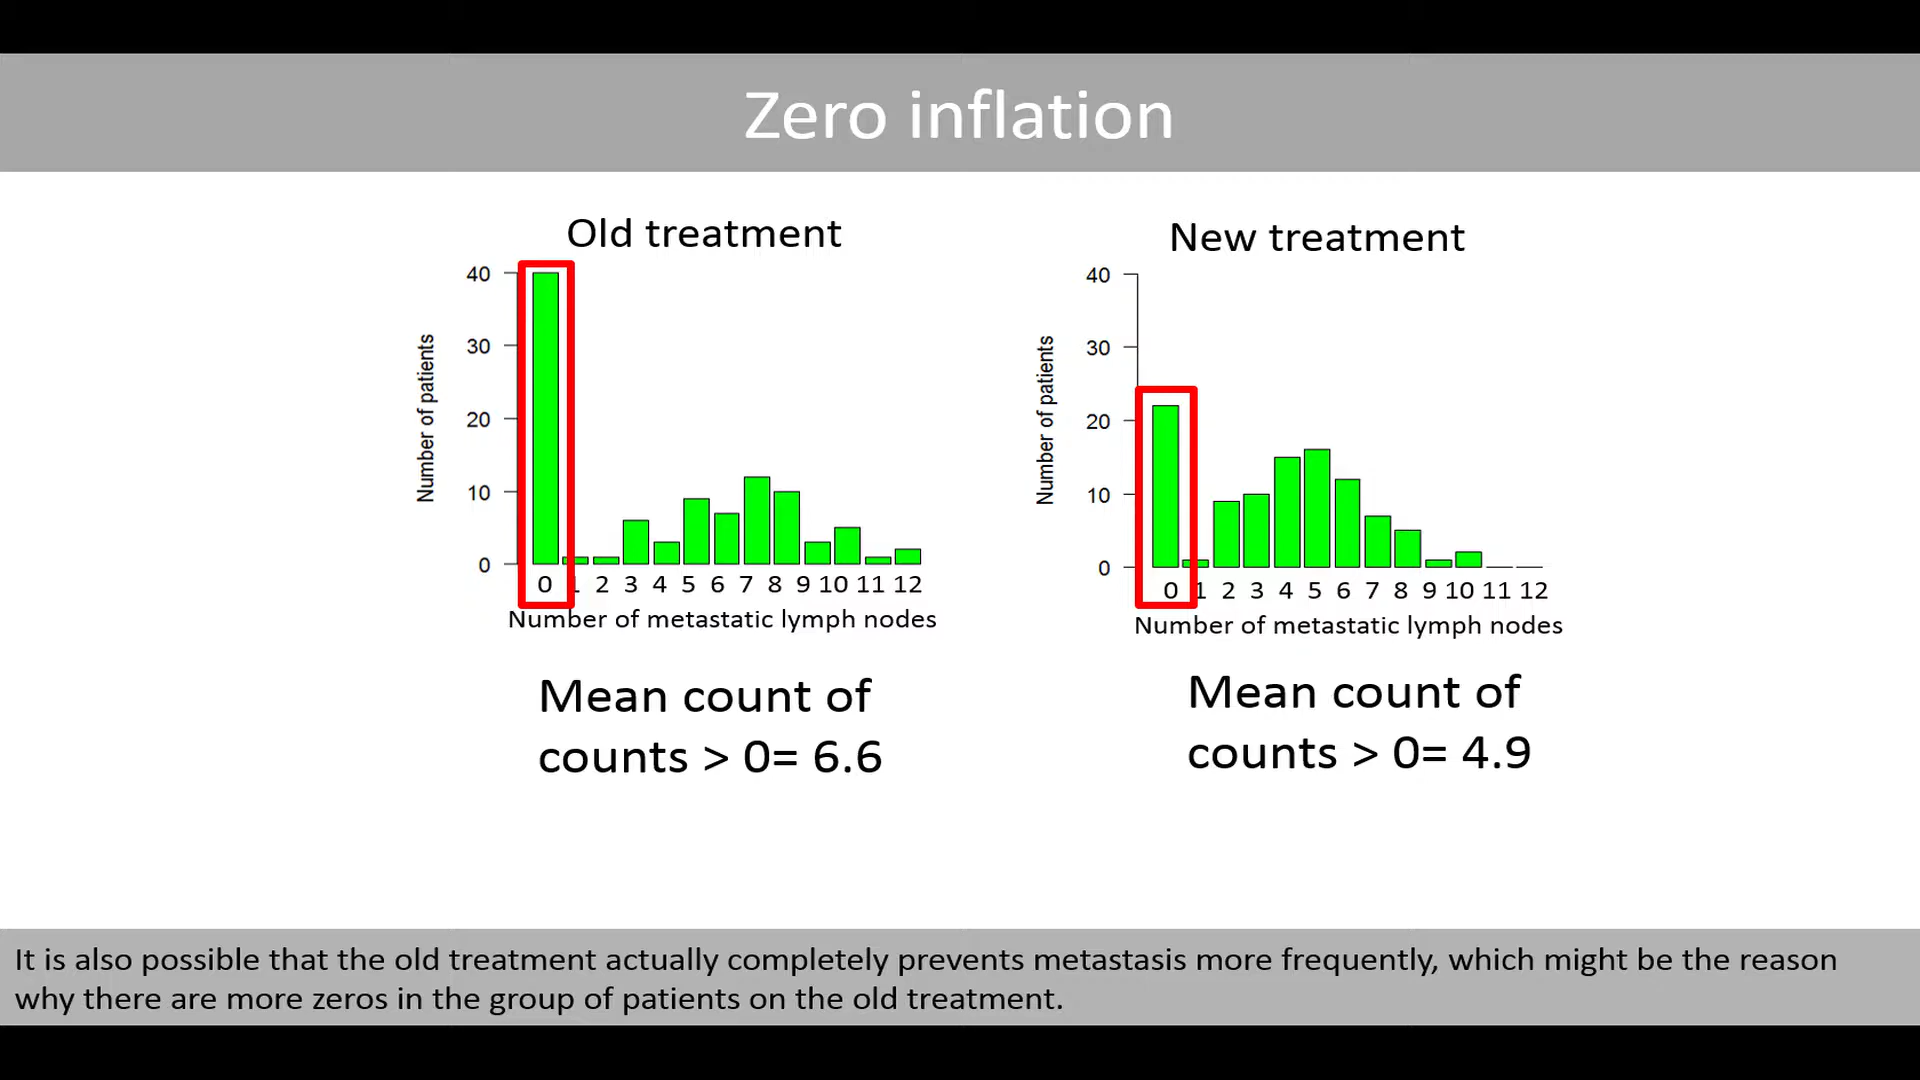 Zero inflation
Old treatment
40
30
20
10
0
Number of patients
0 1 2 3 4 5 6 7 8 9 10 11 12
Number of metastatic lymph nodes
Mean count of
counts > 0= 6.6
New treatment
40
30
20
10
0
Number of patients
0 1 2 3 4 5 6 7 8 9 10 11 12
Number of metastatic lymph nodes
Mean count of
counts > 0= 4.9
It is also possible that the old treatment actually completely prevents metastasis more frequently, which might be the reason
why there are more zeros in the group of patients on the old treatment.